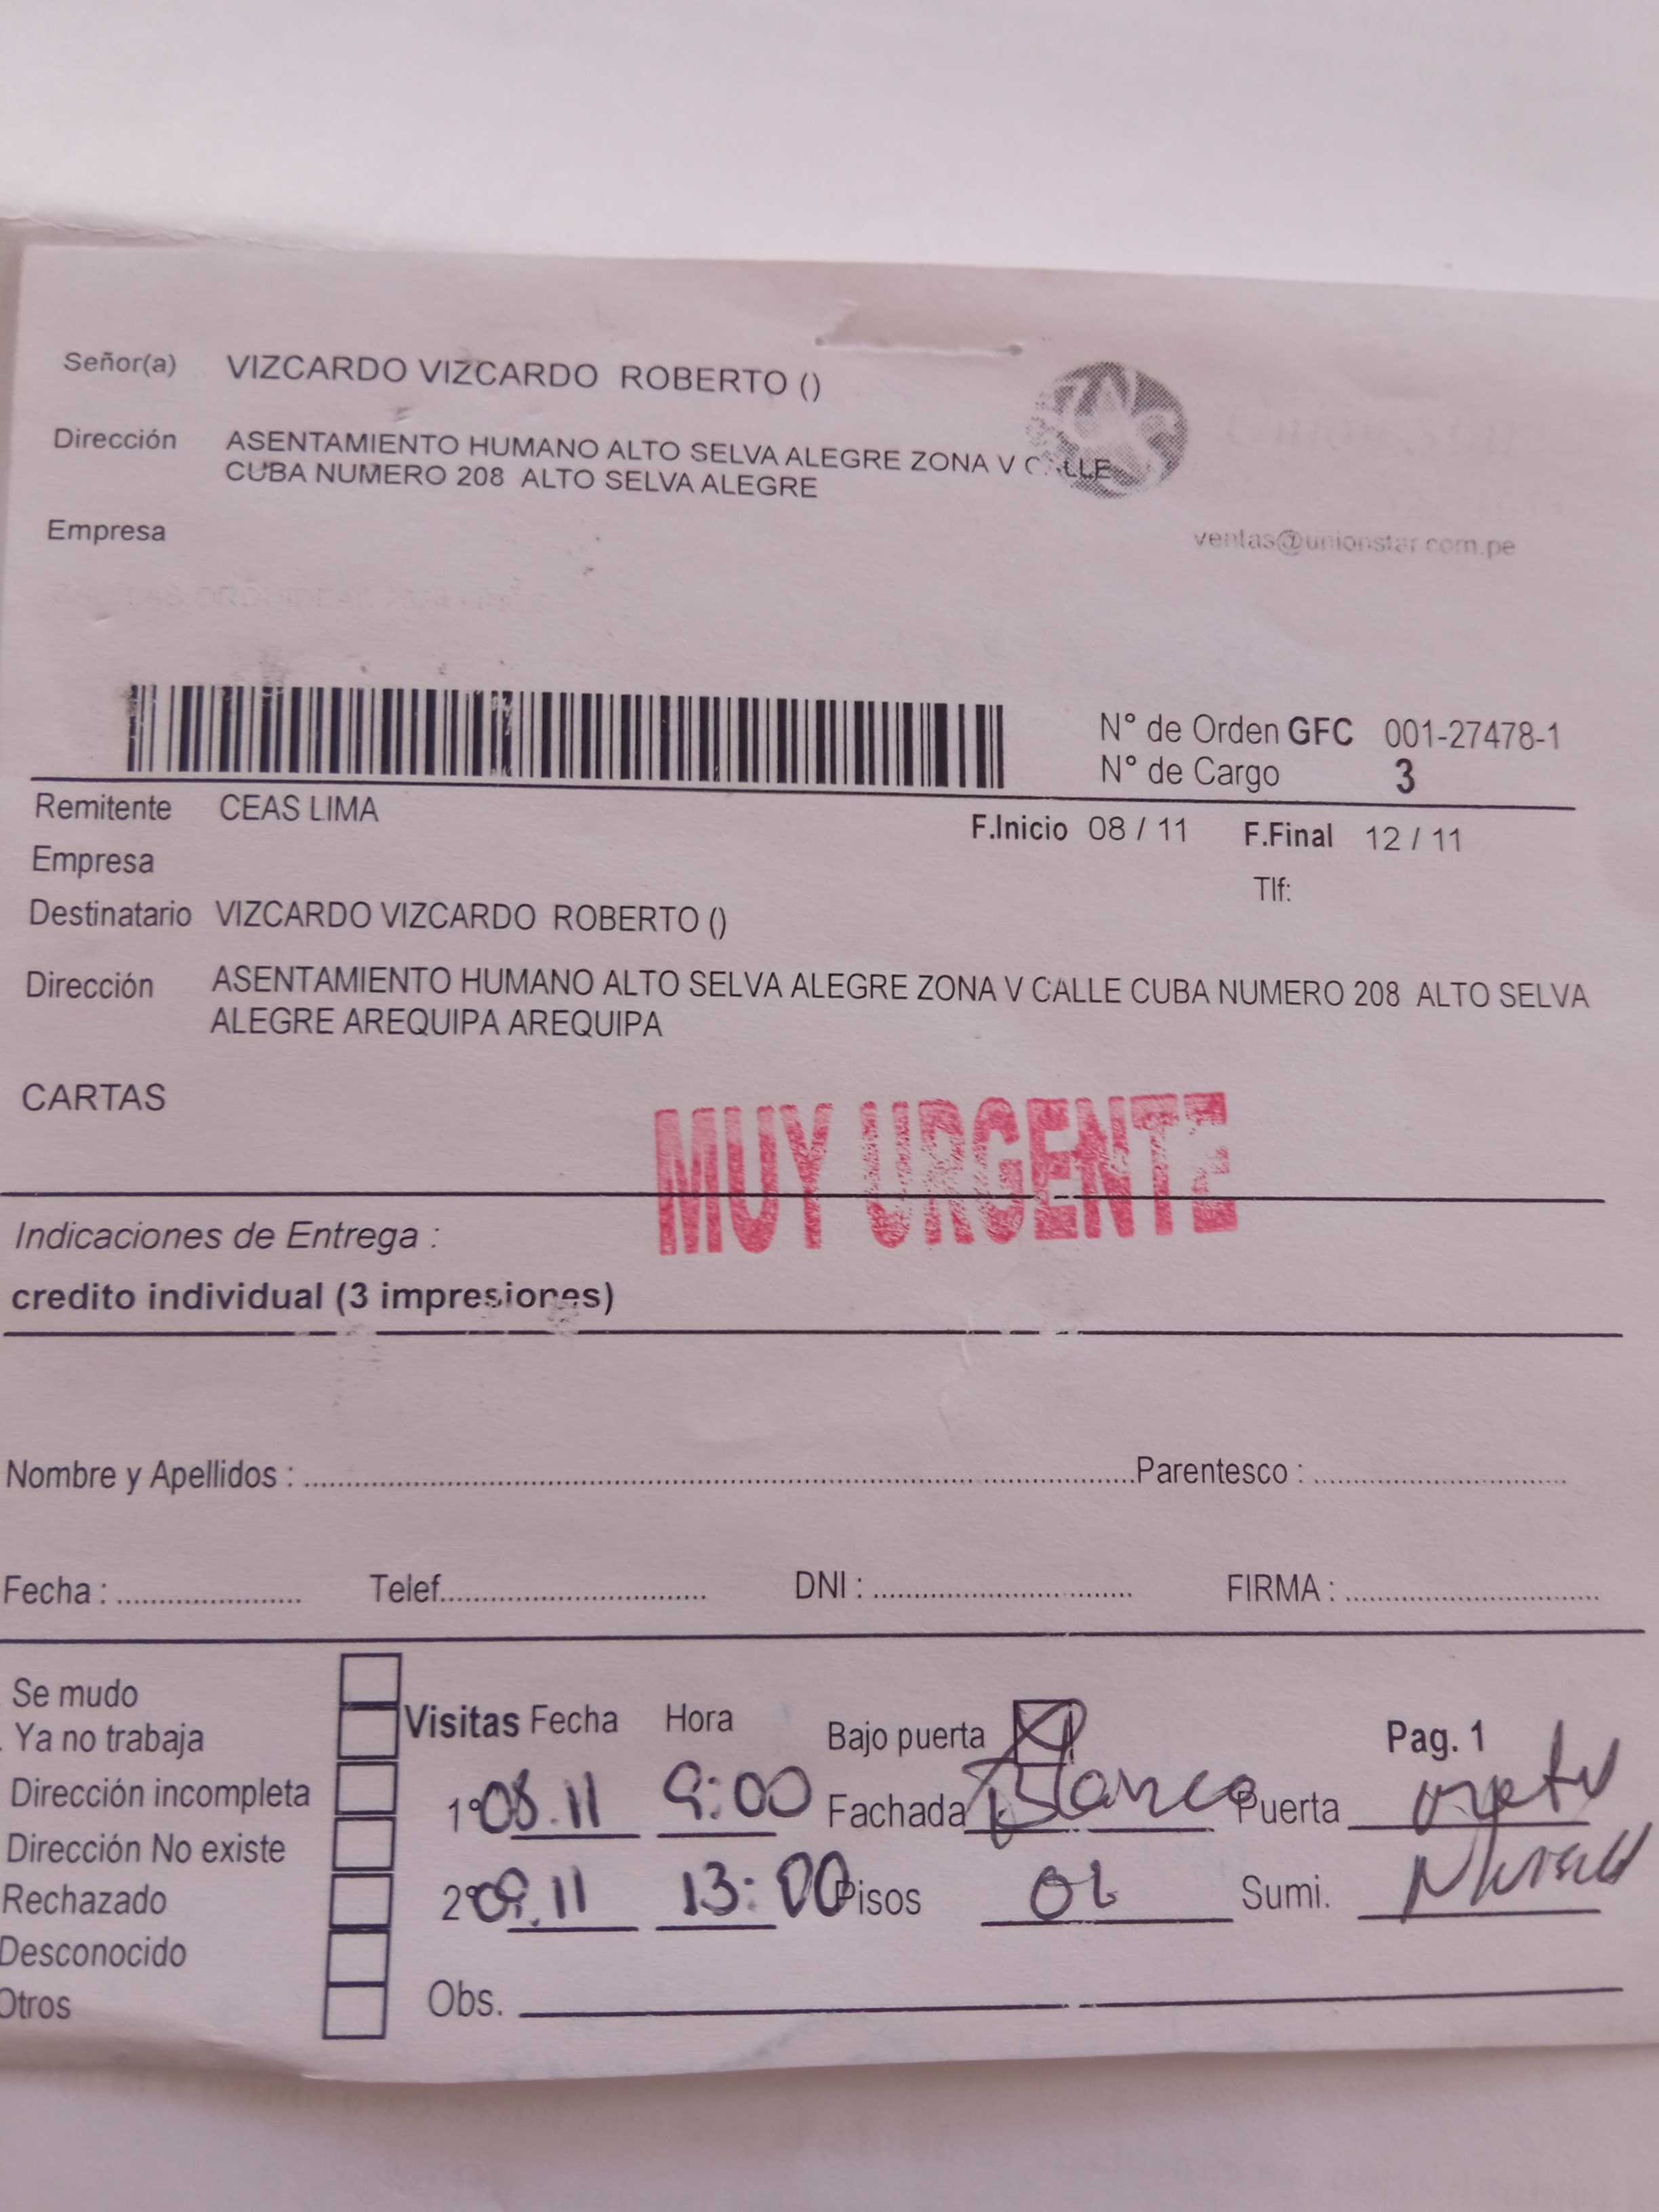 Señor(a) VIZCARDO VIZCARDO ROBERTO ()
Dirección ASENTAMIENTO HUMANO ALTO SELVA ALEGRE ZONA V CALLE
CUBA NUMERO 208 ALTO SELVA ALEGRE
Empresa
ventas@unionstar.com.pe
N° de Orden GFC 001-27478-1
N° de Cargo 3
Remitente CEAS LIMA
F.Inicio 08 / 11 F.Final 12 / 11
Empresa
Tlf:
Destinatario VIZCARDO VIZCARDO ROBERTO ()
Dirección ASENTAMIENTO HUMANO ALTO SELVA ALEGRE ZONA V CALLE CUBA NUMERO 208 ALTO SELVA
ALEGRE AREQUIPA AREQUIPA
CARTAS
MUY URGENTE
Indicaciones de Entrega :
credito individual (3 impresiones)
Nombre y Apellidos : Parentesco :
Fecha : Telef. DNI : FIRMA :
Se mudo
Ya no trabaja
Dirección incompleta
Dirección No existe
Rechazado
Desconocido
Otros
Visitas Fecha Hora Bajo puerta Pag. 1
1° 08.11 9:00 Fachada Blanco Puerta
2° 09.11 13:00 Pisos Sumi.
Obs.